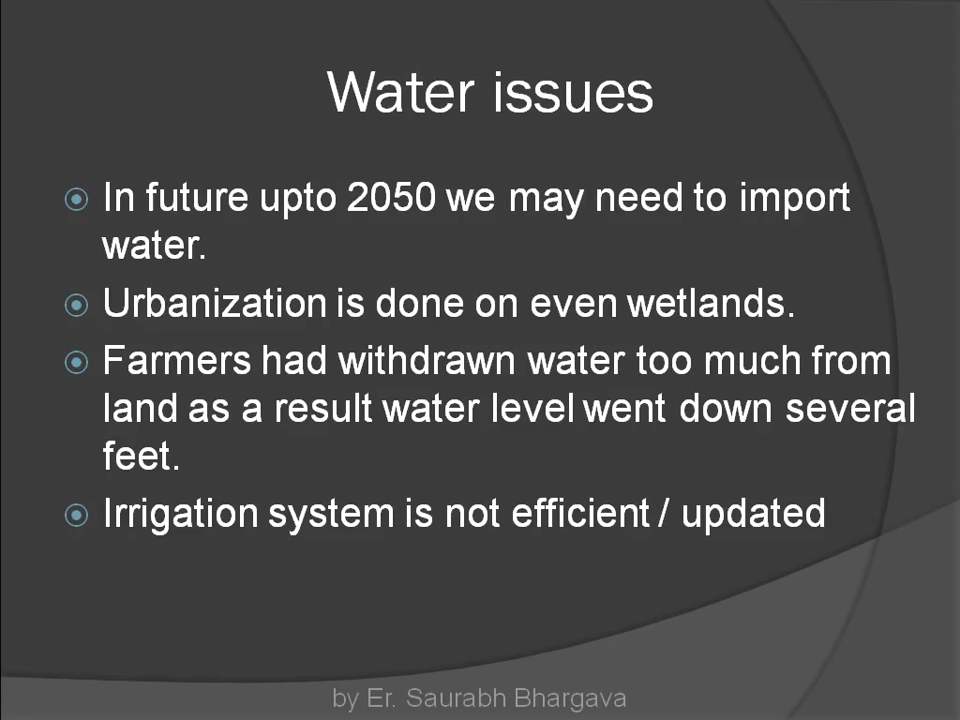 Water issues
In future upto 2050 we may need to import
water.
Urbanization is done on even wetlands.
Farmers had withdrawn water too much from
land as a result water level went down several
feet.
Irrigation system is not efficient / updated
by Er. Saurabh Bhargava